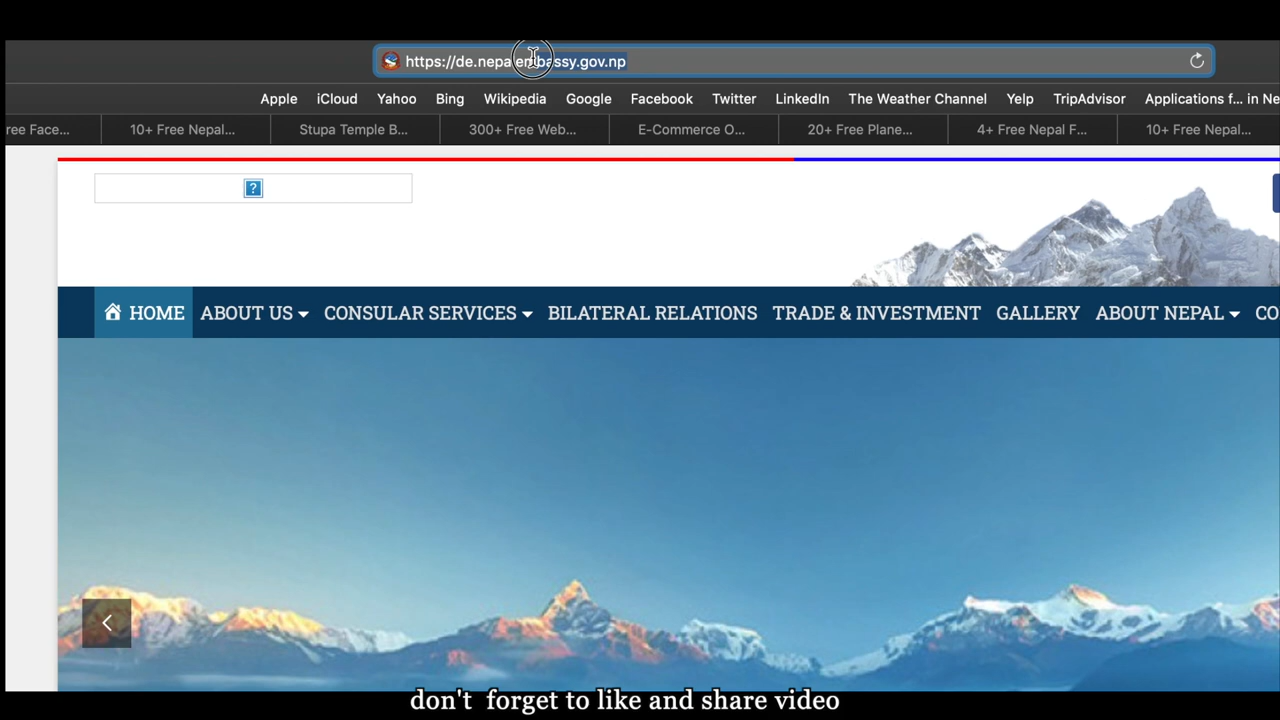 https://de.nepalembassy.gov.np
Apple iCloud Yahoo Bing Wikipedia Google Facebook Twitter LinkedIn The Weather Channel Yelp TripAdvisor Applications f... in Ne
ree Face... 10+ Free Nepal... Stupa Temple B... 300+ Free Web... E-Commerce O... 20+ Free Plane... 4+ Free Nepal F... 10+ Free Nepal...
?
HOME ABOUT US CONSULAR SERVICES BILATERAL RELATIONS TRADE & INVESTMENT GALLERY ABOUT NEPAL CO
don't forget to like and share video